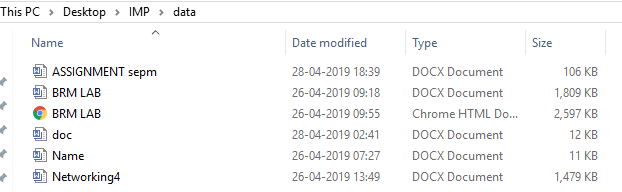 This PC > Desktop > IMP > data
Name Date modified Type Size
ASSIGNMENT sepm 28-04-2019 18:39 DOCX Document 106 KB
BRM LAB 26-04-2019 09:18 DOCX Document 1,809 KB
BRM LAB 26-04-2019 09:55 Chrome HTML Do... 2,597 KB
doc 28-04-2019 02:41 DOCX Document 12 KB
Name 26-04-2019 07:27 DOCX Document 11 KB
Networking4 26-04-2019 13:49 DOCX Document 1,479 KB